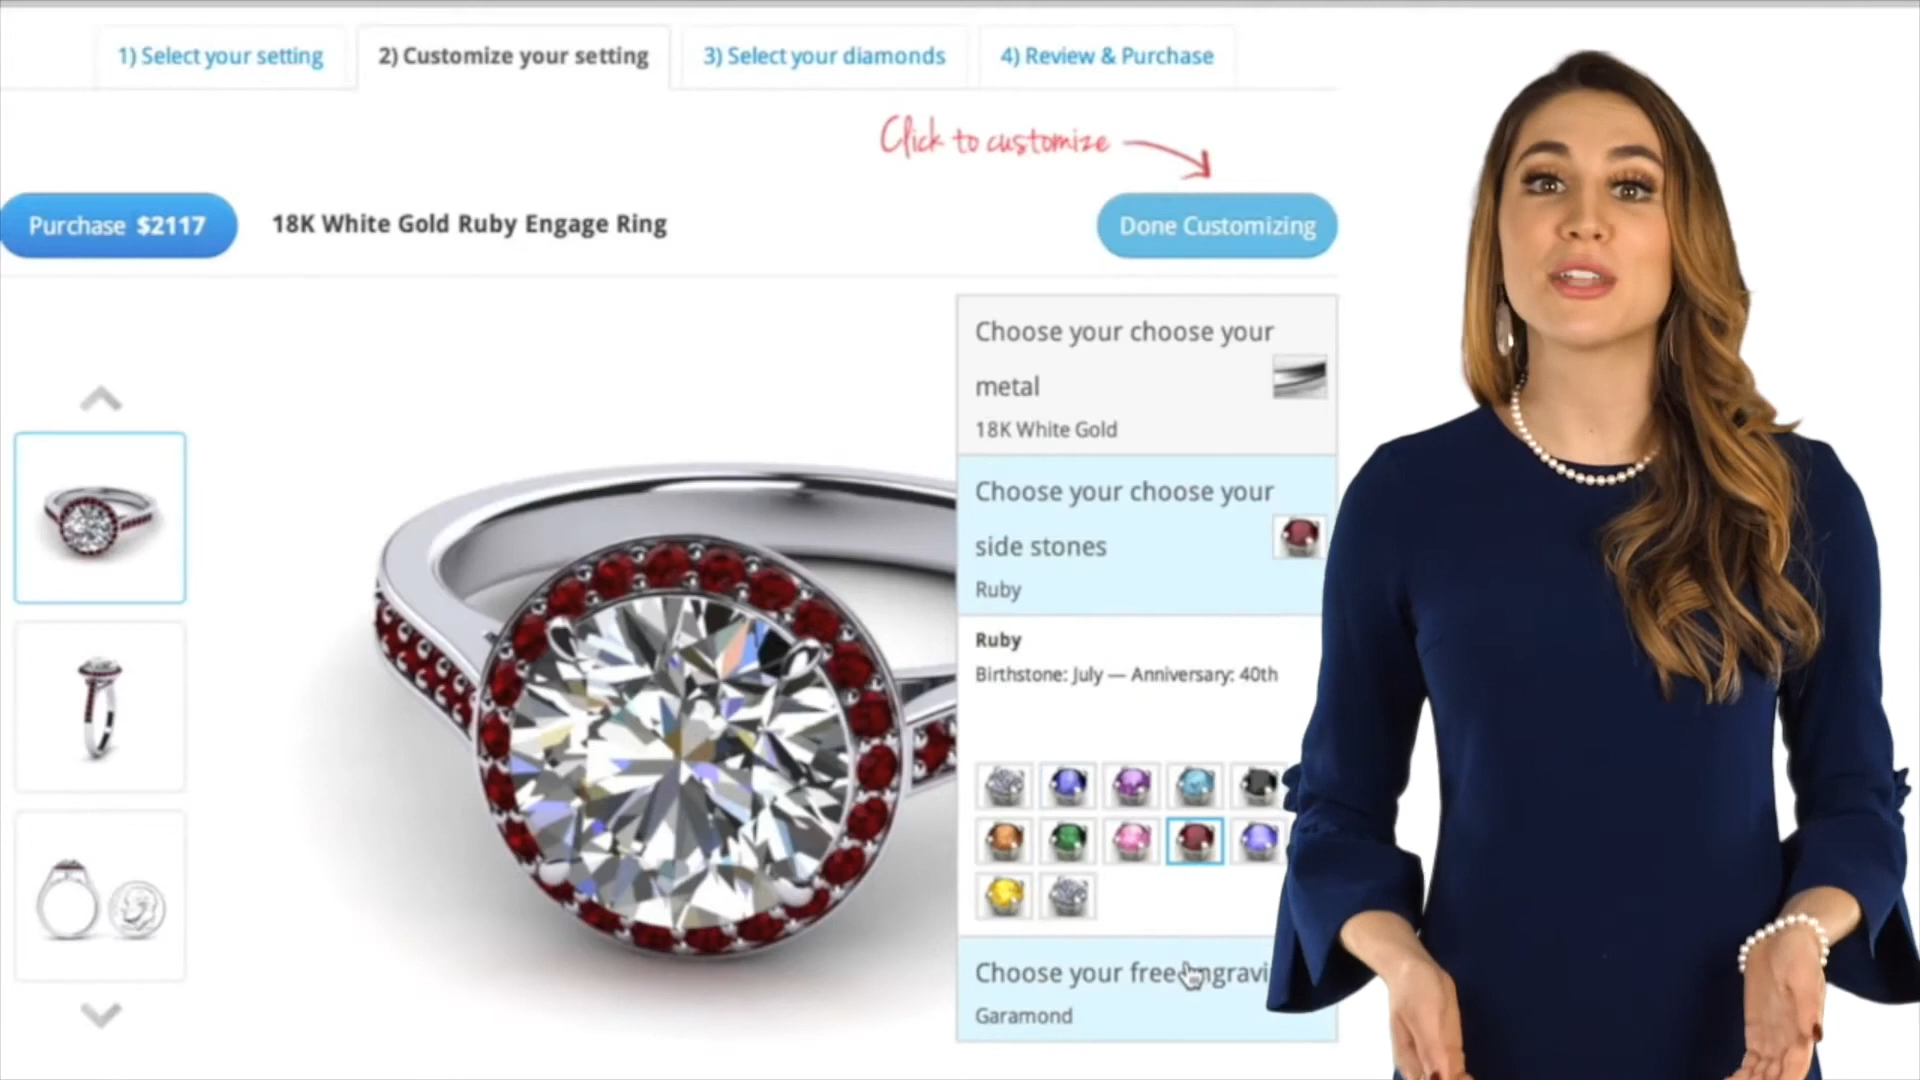 1) Select your setting
2) Customize your setting
3) Select your diamonds
4) Review & Purchase
Click to customize
Purchase $2117
18K White Gold Ruby Engage Ring
Done Customizing
Choose your choose your
metal
18K White Gold
Choose your choose your
side stones
Ruby
Ruby
Birthstone: July — Anniversary: 40th
Choose your free
Garamond